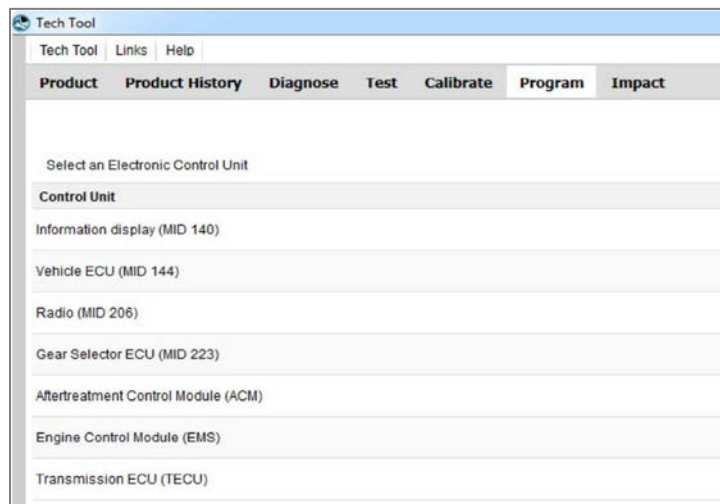 Tech Tool
Tech Tool Links Help
Product Product History Diagnose Test Calibrate Program Impact
Select an Electronic Control Unit
Control Unit
Information display (MID 140)
Vehicle ECU (MID 144)
Radio (MID 206)
Gear Selector ECU (MID 223)
Aftertreatment Control Module (ACM)
Engine Control Module (EMS)
Transmission ECU (TECU)